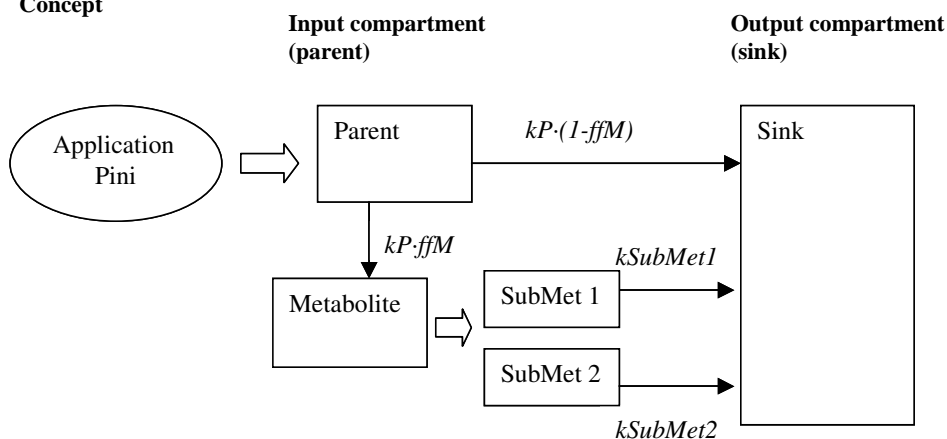 Concept
Input compartment
(parent)
Output compartment
(sink)
Application
Pini
Parent
kP·(1-ffM)
Sink
kP·ffM
Metabolite
SubMet 1
kSubMet1
SubMet 2
kSubMet2